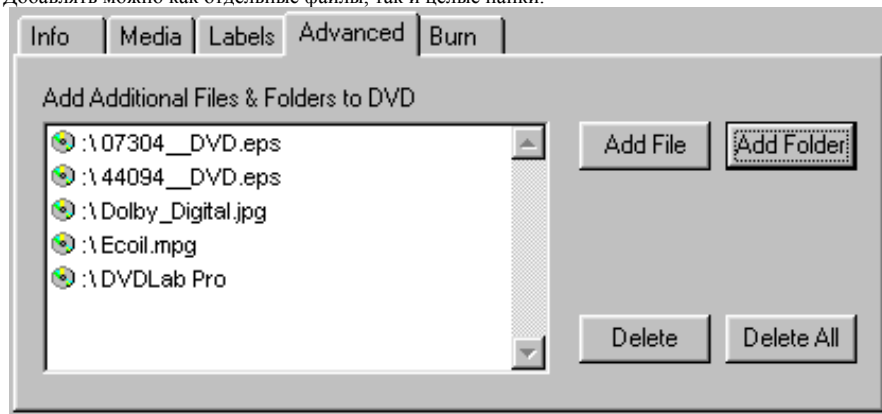 Добавлять можно как отдельные файлы, так и целые папки.
Info Media Labels Advanced Burn
Add Additional Files & Folders to DVD
:\ 07304__DVD.eps
:\ 44094__DVD.eps
:\ Dolby_Digital.jpg
:\ Ecoil.mpg
:\ DVDLab Pro
Add File Add Folder
Delete Delete All